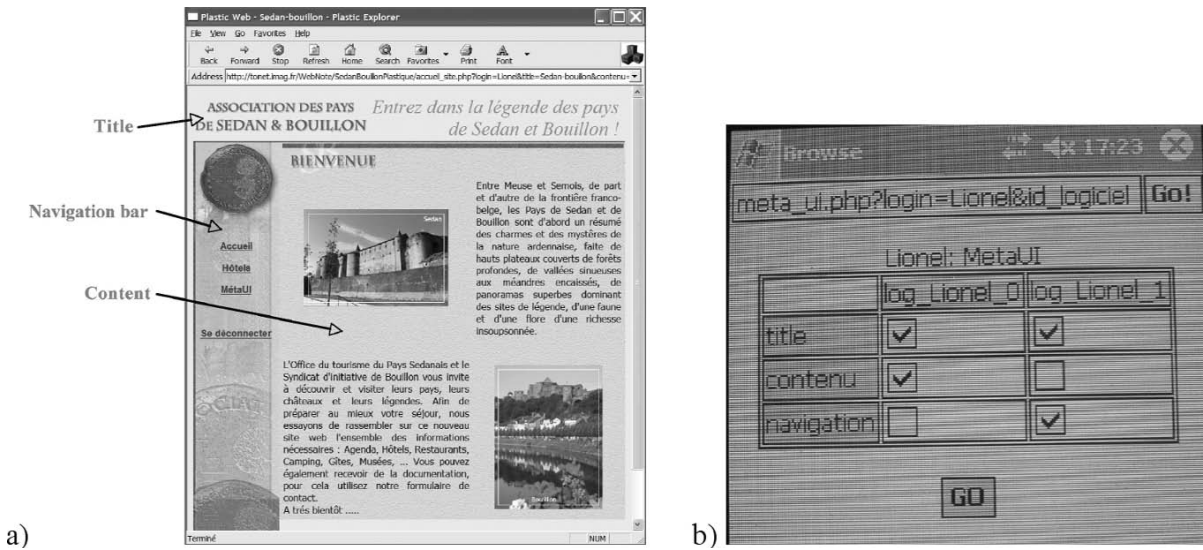 Plastic Web - Sedan-bouillon - Plastic Explorer
File View Go Favorites Help
Back Forward Stop Refresh Home Search Favorites Print Font
Address http://tonet.imag.fr/WebNote/SedanBouillonPlastique/accueil_site.php?login=Lionel&title=Sedan-bouillon&contenu=
ASSOCIATION DES PAYS
DE SEDAN & BOUILLON
Entrez dans la légende des pays
de Sedan et Bouillon !
Title
Navigation bar
Content
BIENVENUE
Accueil
Hôtels
MétaUI
Se déconnecter
Sedan
Entre Meuse et Semois, de part
et d'autre de la frontière franco-
belge, les Pays de Sedan et de
Bouillon sont d'abord un résumé
des charmes et des mystères de
la nature ardennaise, faite de
hauts plateaux couverts de forêts
profondes, de vallées sinueuses
aux méandres encaissés, de
panoramas superbes dominant
des sites de légende, d'une faune
et d'une flore d'une richesse
insoupsonnée.
L'Office du tourisme du Pays Sedanais et le
Syndicat d'initiative de Bouillon vous invite
à découvrir et visiter leurs pays, leurs
châteaux et leurs légendes. Afin de
préparer au mieux votre séjour, nous
essayons de rassembler sur ce nouveau
site web l'ensemble des informations
nécessaires : Agenda, Hôtels, Restaurants,
Camping, Gîtes, Musées, ... Vous pouvez
également recevoir de la documentation,
pour cela utilisez notre formulaire de
contact.
A trés bientôt .....
Bouillon
Terminé
NUM
a)
Browse 17:23
meta_ui.php?login=Lionel&id_logiciel Go!
Lionel: MetaUI
log_Lionel_0 log_Lionel_1
title
contenu
navigation
GO
b)